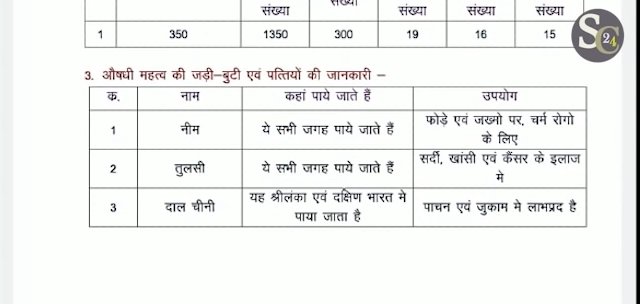 संख्या संख्या संख्या संख्या संख्या
1 350 1350 300 19 16 15
SC 24
3. औषधी महत्व की जड़ी–बुटी एवं पत्तियों की जानकारी –
क. नाम कहां पाये जाते हैं उपयोग
1 नीम ये सभी जगह पाये जाते हैं फोड़े एवं जख्मो पर, चर्म रोगो
के लिए
2 तुलसी ये सभी जगह पाये जाते हैं सर्दी, खांसी एवं कैंसर के इलाज
मे
3 दाल चीनी यह श्रीलंका एवं दक्षिण भारत मे पाचन एवं जुकाम मे लाभप्रद है
पाया जाता है